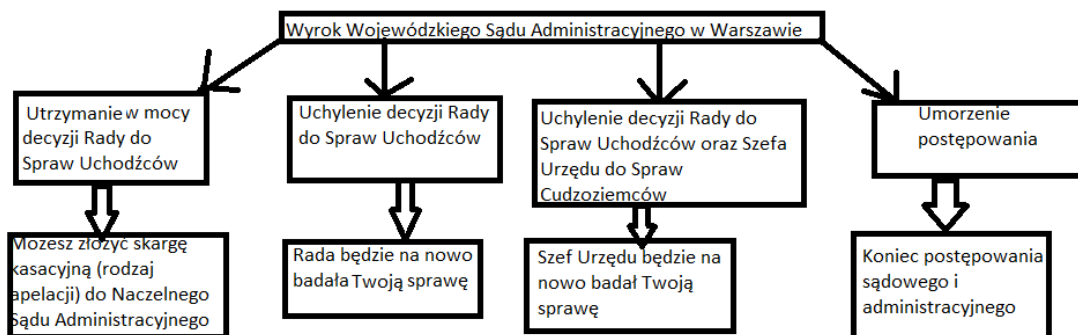 Wyrok Wojewódzkiego Sądu Administracyjnego w Warszawie
Utrzymanie w mocy
decyzji Rady do
Spraw Uchodźców
Uchylenie decyzji Rady
do Spraw Uchodźców
Uchylenie decyzji Rady do
Spraw Uchodźców oraz Szefa
Urzędu do Spraw
Cudzoziemców
Umorzenie
postępowania
Możesz złożyć skargę
kasacyjną (rodzaj
apelacji) do Naczelnego
Sądu Administracyjnego
Rada będzie na nowo
badała Twoją sprawę
Szef Urzędu będzie na
nowo badał Twoją
sprawę
Koniec postępowania
sądowego i
administracyjnego